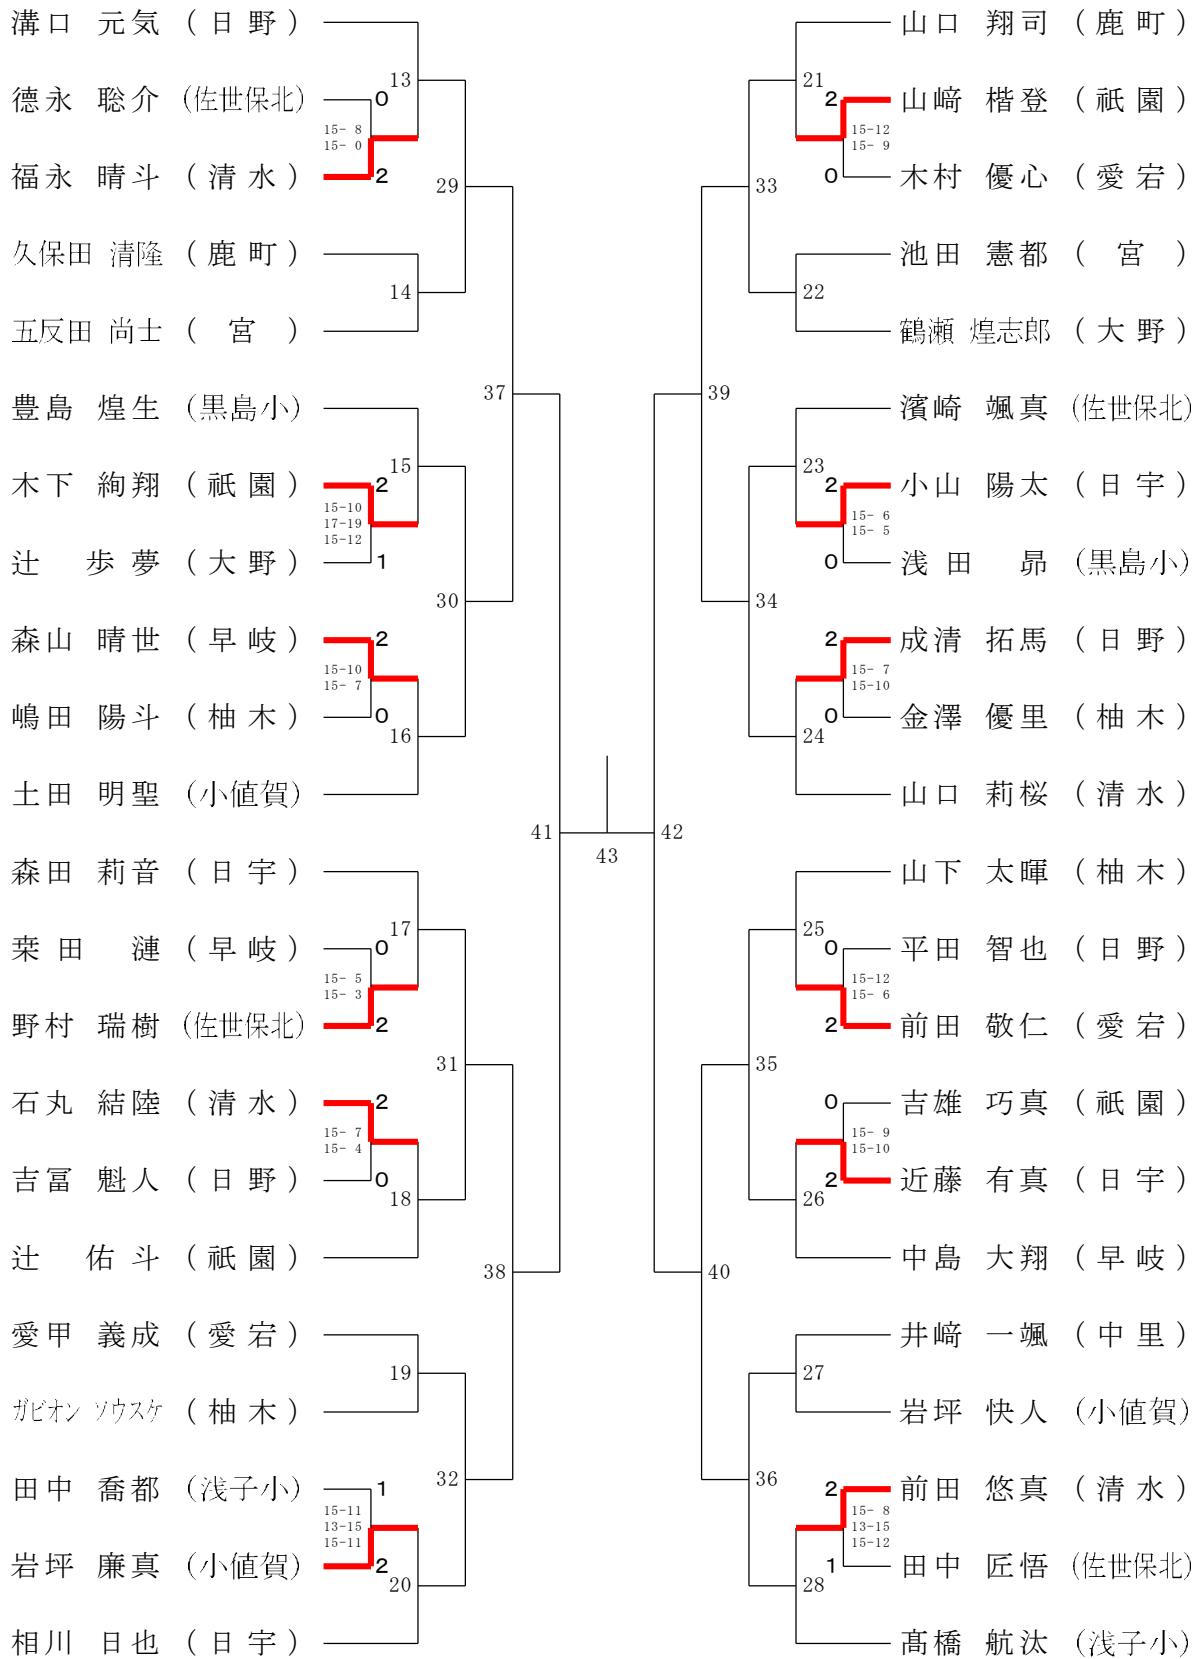 溝口 元気 （ 日 野 ）
13
德永 聡介 (佐世保北)
0
15- 8
15- 0
福永 晴斗 （ 清 水 ）
2
29
久保田 清隆 （ 鹿 町 ）
14
五反田 尚士 （ 宮 ）
37
豊島 煌生 (黒島小)
15
木下 絢翔 （ 祇 園 ）
2
15-10
17-19
15-12
辻 歩夢 （ 大 野 ）
1
30
森山 晴世 （ 早 岐 ）
2
15-10
15- 7
嶋田 陽斗 （ 柚 木 ）
0
16
土田 明聖 (小値賀)
41
森田 莉音 （ 日 宇 ）
17
栞田 漣 （ 早 岐 ）
0
15- 5
15- 3
野村 瑞樹 (佐世保北)
2
31
石丸 結陸 （ 清 水 ）
2
15- 7
15- 4
吉冨 魁人 （ 日 野 ）
0
18
辻 佑斗 （ 祇 園 ）
38
愛甲 義成 （ 愛 宕 ）
19
ガビオン ソウスケ （ 柚 木 ）
32
田中 喬都 (浅子小)
1
15-11
13-15
15-11
岩坪 廉真 (小値賀)
2
20
相川 日也 （ 日 宇 ）
43
山口 翔司 （ 鹿 町 ）
21
山﨑 楷登 （ 祇 園 ）
2
15-12
15- 9
木村 優心 （ 愛 宕 ）
0
33
池田 憲都 （ 宮 ）
22
鶴瀬 煌志郎 （ 大 野 ）
39
濱崎 颯真 (佐世保北)
23
小山 陽太 （ 日 宇 ）
2
15- 6
15- 5
浅田 昴 (黒島小)
0
34
成清 拓馬 （ 日 野 ）
2
15- 7
15-10
金澤 優里 （ 柚 木 ）
0
24
山口 莉桜 （ 清 水 ）
42
山下 太暉 （ 柚 木 ）
25
平田 智也 （ 日 野 ）
0
15-12
15- 6
前田 敬仁 （ 愛 宕 ）
2
35
吉雄 巧真 （ 祇 園 ）
0
15- 9
15-10
近藤 有真 （ 日 宇 ）
2
26
中島 大翔 （ 早 岐 ）
40
井﨑 一颯 （ 中 里 ）
27
岩坪 快人 (小値賀)
36
前田 悠真 （ 清 水 ）
2
15- 8
13-15
15-12
田中 匠悟 (佐世保北)
1
28
髙橋 航汰 (浅子小)